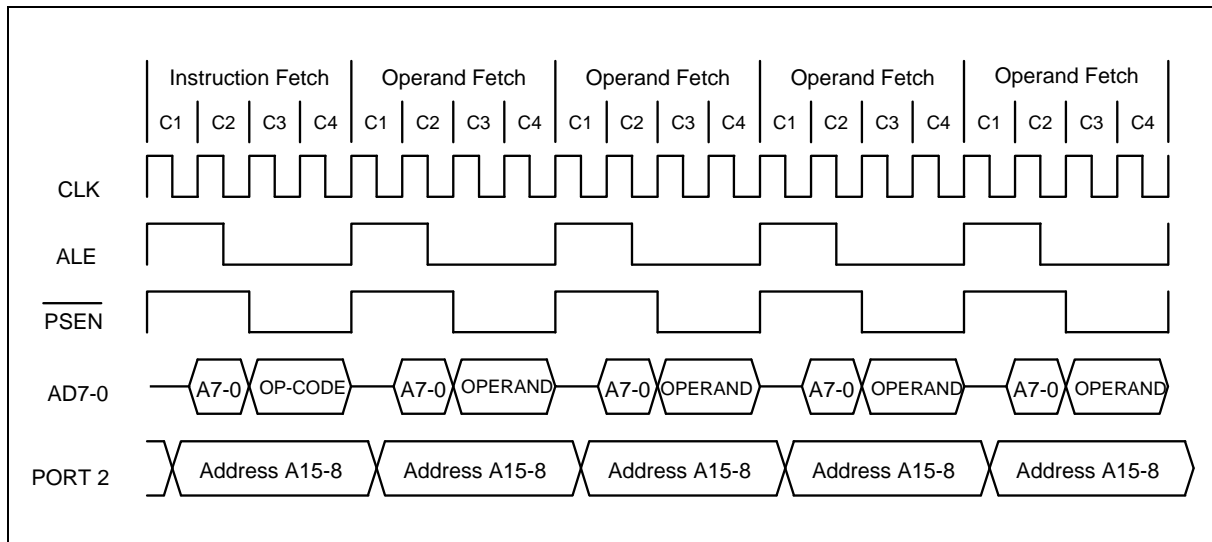 Instruction Fetch Operand Fetch Operand Fetch Operand Fetch Operand Fetch
C1 C2 C3 C4 C1 C2 C3 C4 C1 C2 C3 C4 C1 C2 C3 C4 C1 C2 C3 C4
CLK
ALE
PSEN
AD7-0 A7-0 OP-CODE A7-0 OPERAND A7-0 OPERAND A7-0 OPERAND A7-0 OPERAND
PORT 2 Address A15-8 Address A15-8 Address A15-8 Address A15-8 Address A15-8